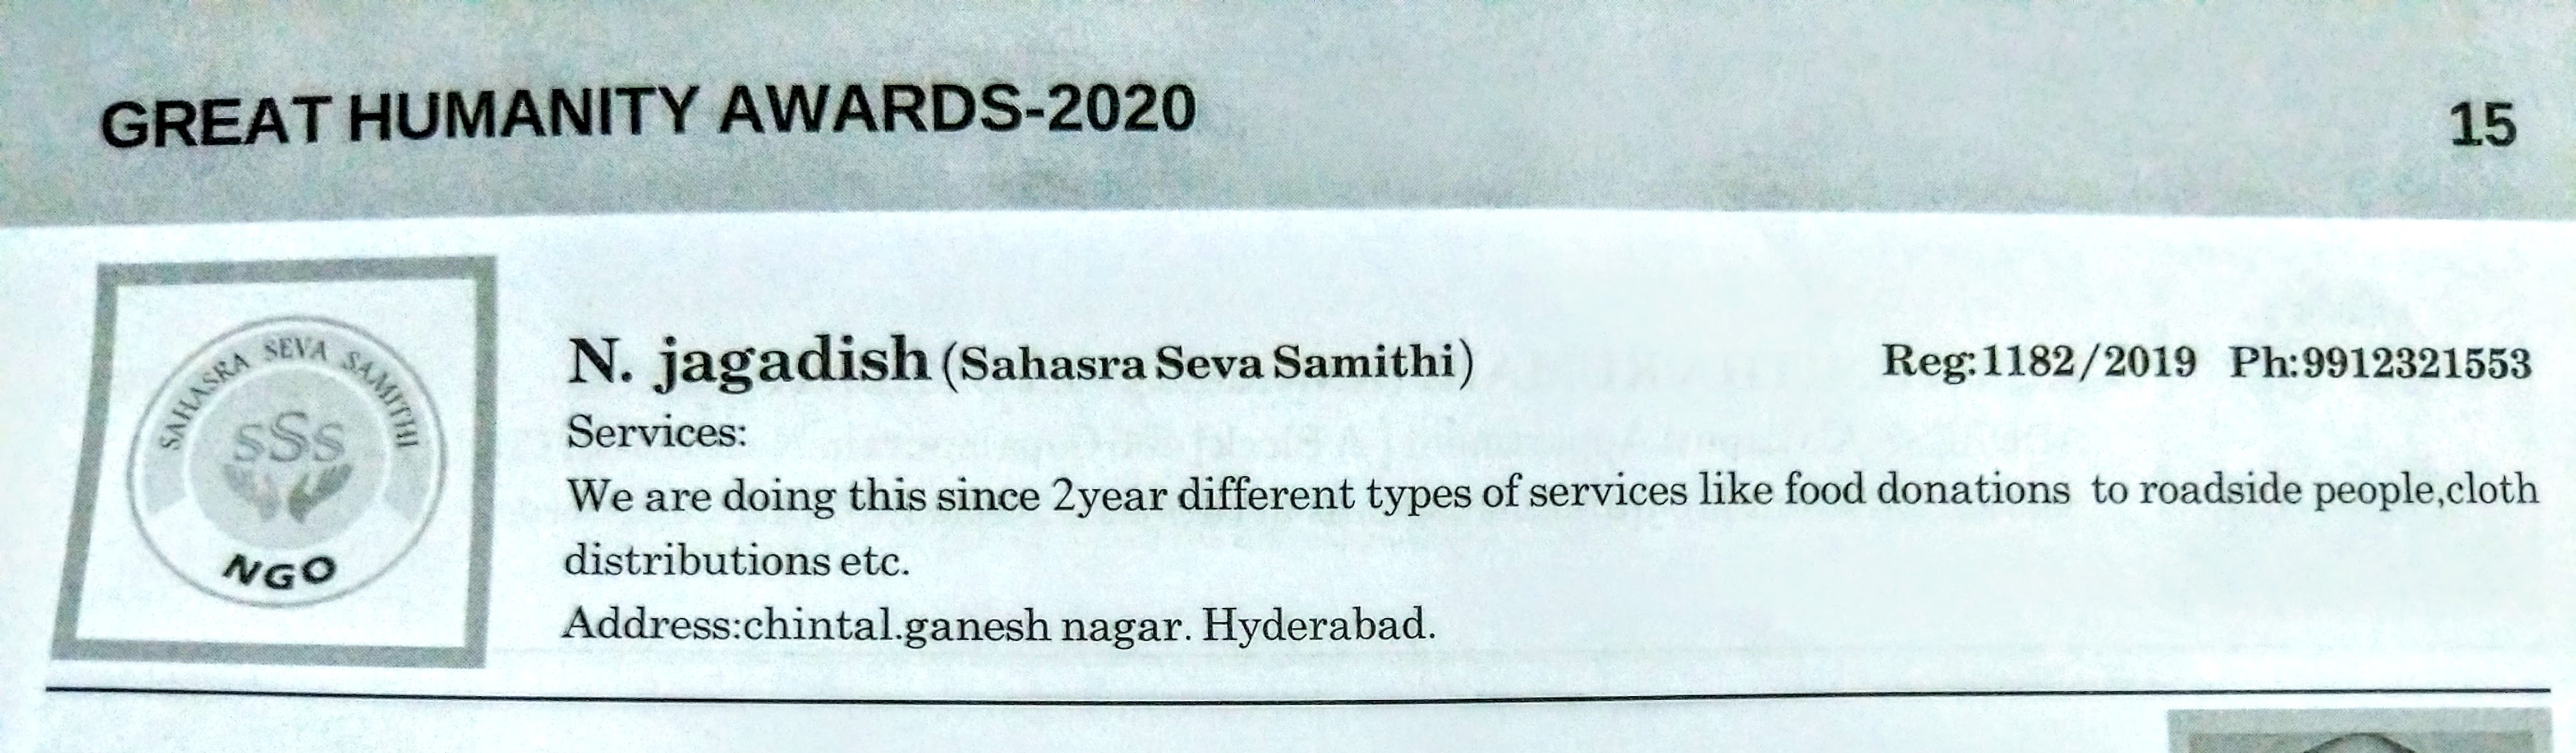 GREAT HUMANITY AWARDS-2020 15
SAHASRA SEVA SAMITHI
sSs
NGO
N. jagadish (Sahasra Seva Samithi) Reg:1182/2019 Ph:9912321553
Services:
We are doing this since 2year different types of services like food donations to roadside people,cloth
distributions etc.
Address:chintal.ganesh nagar. Hyderabad.